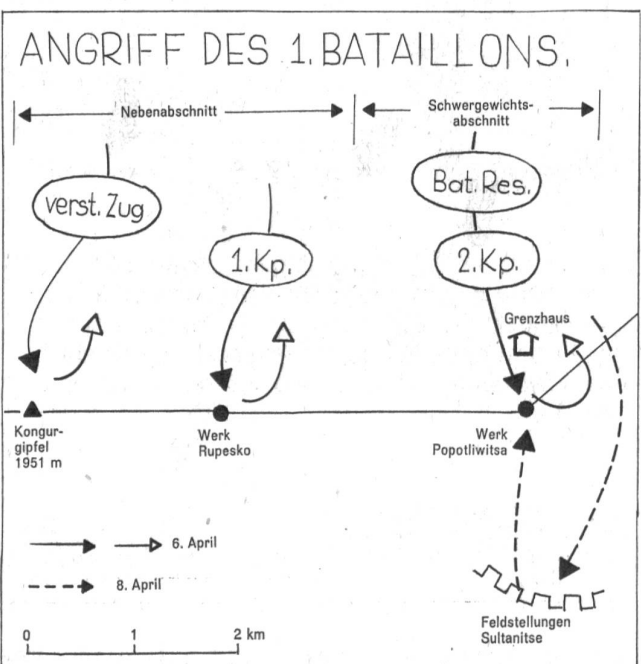 ANGRIFF DES 1. BATAILLONS.
Nebenabschnitt
Schwergewichts-
abschnitt
verst. Zug
Bat. Res.
1. Kp.
2. Kp.
Grenzhaus
Kongur-
gipfel
1951 m
Werk
Rupesko
Werk
Popotliwitsa
6. April
8. April
Feldstellungen
Sultanitse
0 1 2 km